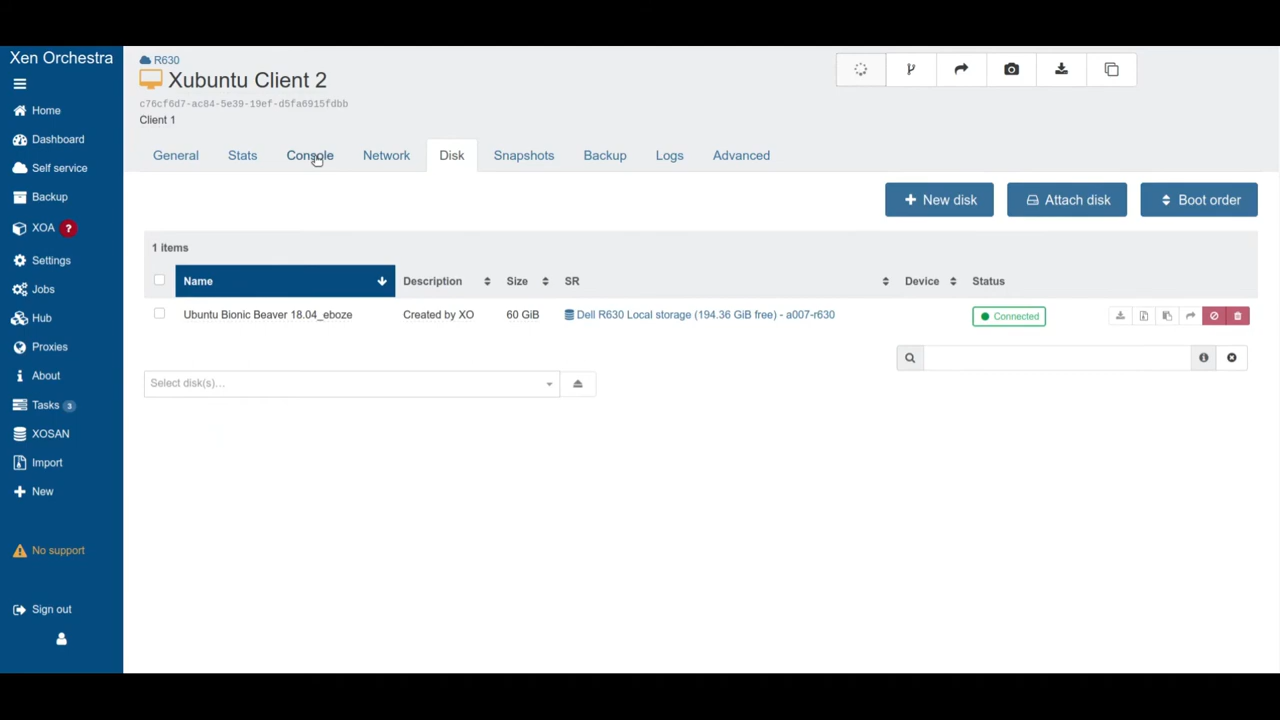 Xen Orchestra
Home
Dashboard
Self service
Backup
XOA ?
Settings
Jobs
Hub
Proxies
About
Tasks 3
XOSAN
Import
New
No support
Sign out
R630
Xubuntu Client 2
c76cf6d7-ac84-5e39-19ef-d5fa6915fdbb
Client 1
General Stats Console Network Disk Snapshots Backup Logs Advanced
New disk Attach disk Boot order
1 items
Name Description Size SR Device Status
Ubuntu Bionic Beaver 18.04_eboze Created by XO 60 GiB Dell R630 Local storage (194.36 GiB free) - a007-r630 Connected
Select disk(s)...